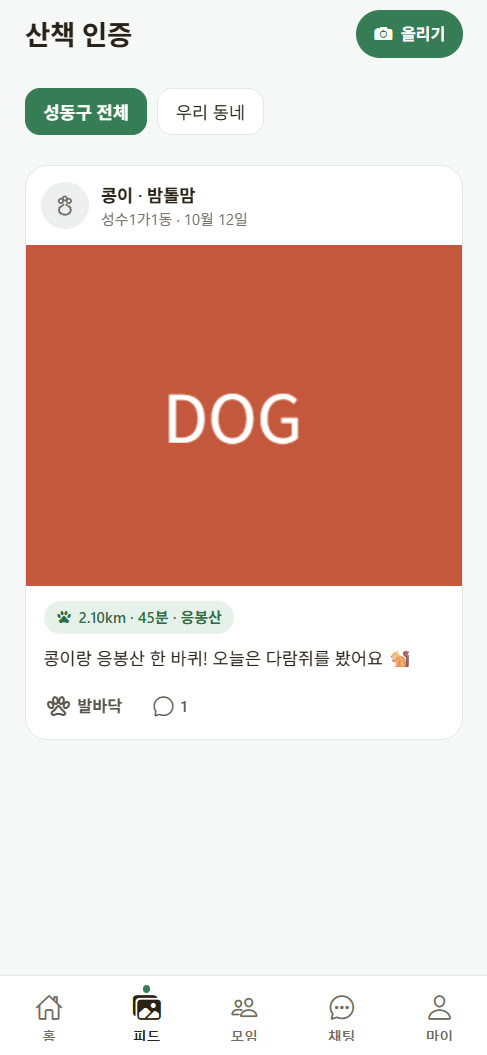 산책 인증
올리기
성동구 전체
우리 동네
콩이 · 밤톨맘
성수1가1동 · 10월 12일
DOG
2.10km · 45분 · 응봉산
콩이랑 응봉산 한 바퀴! 오늘은 다람쥐를 봤어요 🐿️
발바닥
1
홈
피드
모임
채팅
마이